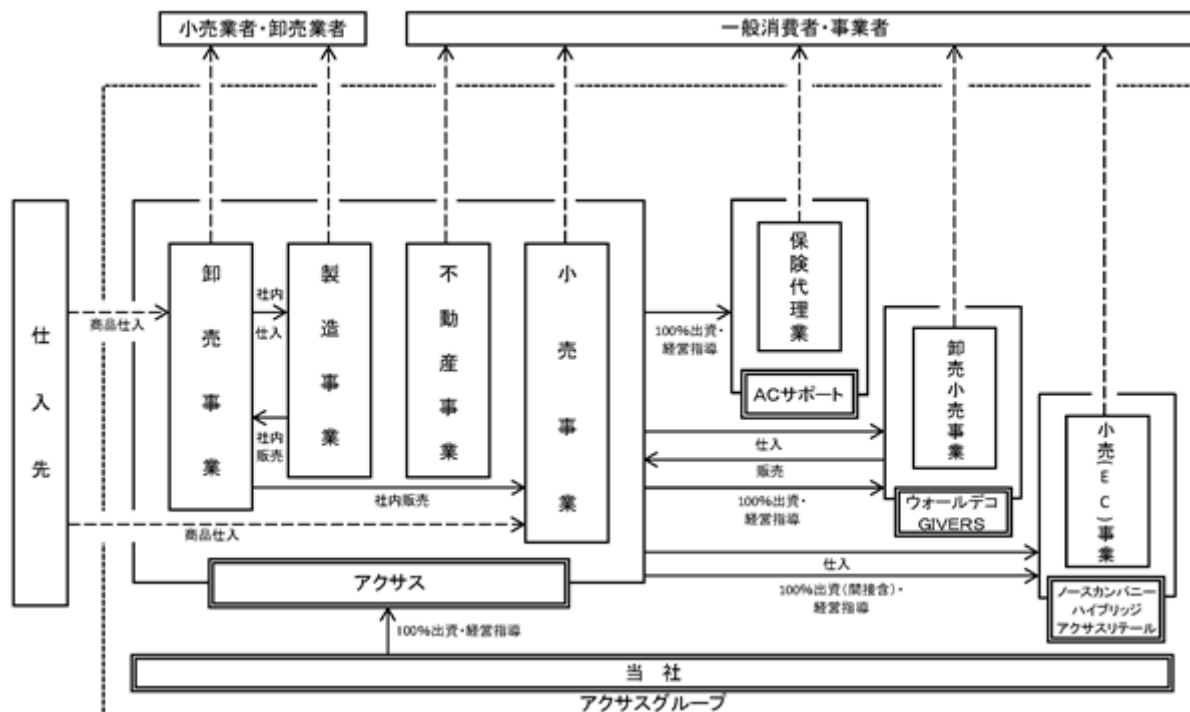 小売業者・卸売業者
一般消費者・事業者
仕入先
商品仕入
卸売事業
社内
仕入
社内
販売
製造事業
不動産事業
小売事業
社内販売
商品仕入
アクサス
100%出資・
経営指導
保険代理業
ACサポート
仕入
販売
100%出資・
経営指導
卸売小売事業
ウォールデコ
GIVERS
仕入
100%出資(間接含)・
経営指導
小売(EC)事業
ノースカンパニー
ハイブリッジ
アクサスリテール
100%出資・経営指導
当 社
アクサスグループ